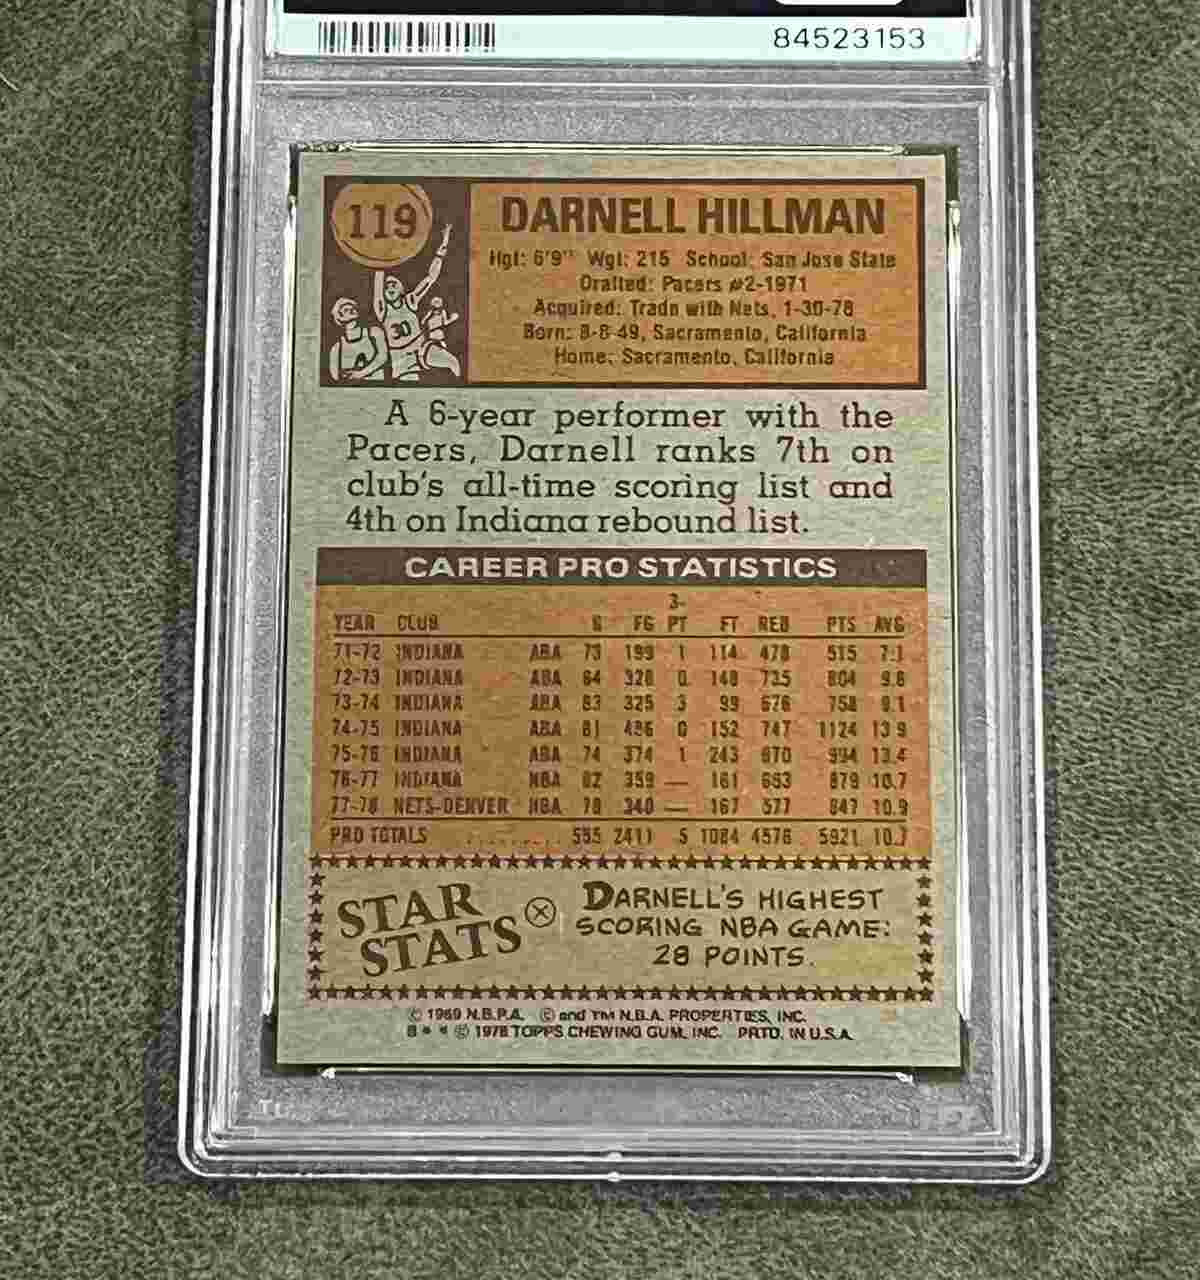 84523153
119
DARNELL HILLMAN
Hgt: 6'9" Wgt: 215 School: San Jose State
Drafted: Pacers #2-1971
Acquired: Trade with Nets, 1-30-78
Born: 8-8-49, Sacramento, California
Home: Sacramento, California
30
A 6-year performer with the
Pacers, Darnell ranks 7th on
club's all-time scoring list and
4th on Indiana rebound list.
CAREER PRO STATISTICS
YEAR CLUB G FG 3-PT FT REB PTS AVG
71-72 INDIANA ABA 73 199 1 114 478 515 7.1
72-73 INDIANA ABA 64 328 0 148 735 804 9.6
73-74 INDIANA ABA 83 325 3 99 676 758 9.1
74-75 INDIANA ABA 81 486 0 152 747 1124 13.9
75-76 INDIANA ABA 74 374 1 243 670 994 13.4
76-77 INDIANA NBA 82 359 — 161 693 879 10.7
77-78 NETS-DENVER NBA 78 340 — 167 577 847 10.9
PRO TOTALS 555 2411 5 1084 4576 5921 10.7
STAR
STATS
DARNELL'S HIGHEST
SCORING NBA GAME:
28 POINTS.
© 1969 N.B.P.A. © and TM N.B.A. PROPERTIES, INC.
© 1978 TOPPS CHEWING GUM, INC. PRTD. IN U.S.A.